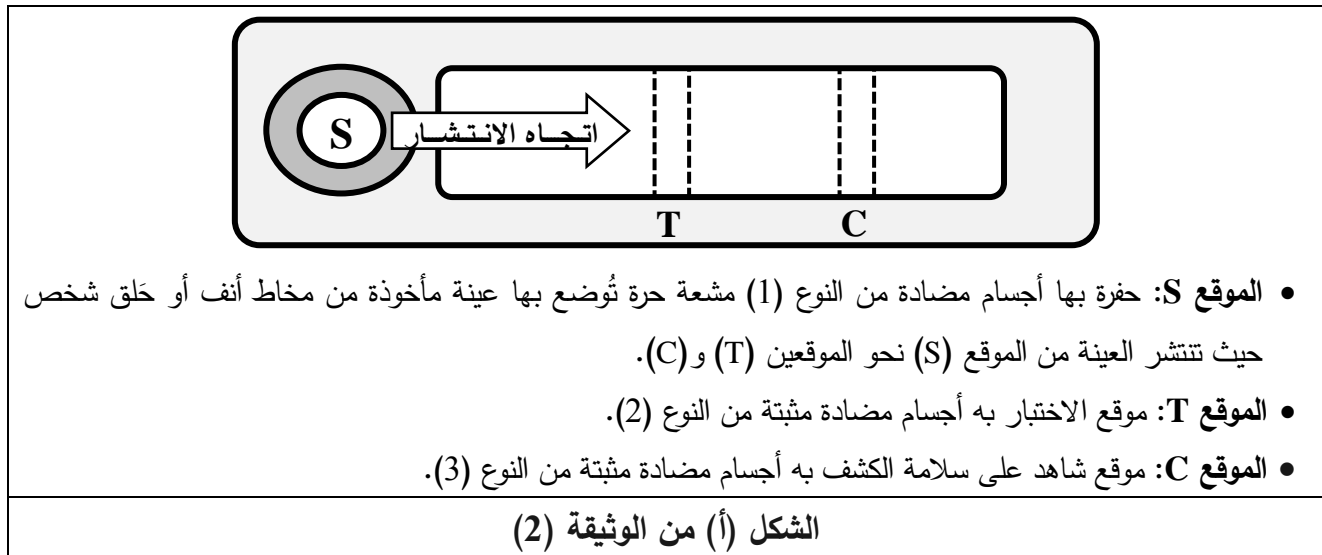 S
اتجاه الانتشار
T
C
• الموقع S: حفرة بها أجسام مضادة من النوع (1) مشعة حرة تُوضع بها عينة مأخوذة من مخاط أنف أو حَلق شخص
حيث تنتشر العينة من الموقع (S) نحو الموقعين (T) و(C).
• الموقع T: موقع الاختبار به أجسام مضادة مثبتة من النوع (2).
• الموقع C: موقع شاهد على سلامة الكشف به أجسام مضادة مثبتة من النوع (3).
الشكل (أ) من الوثيقة (2)